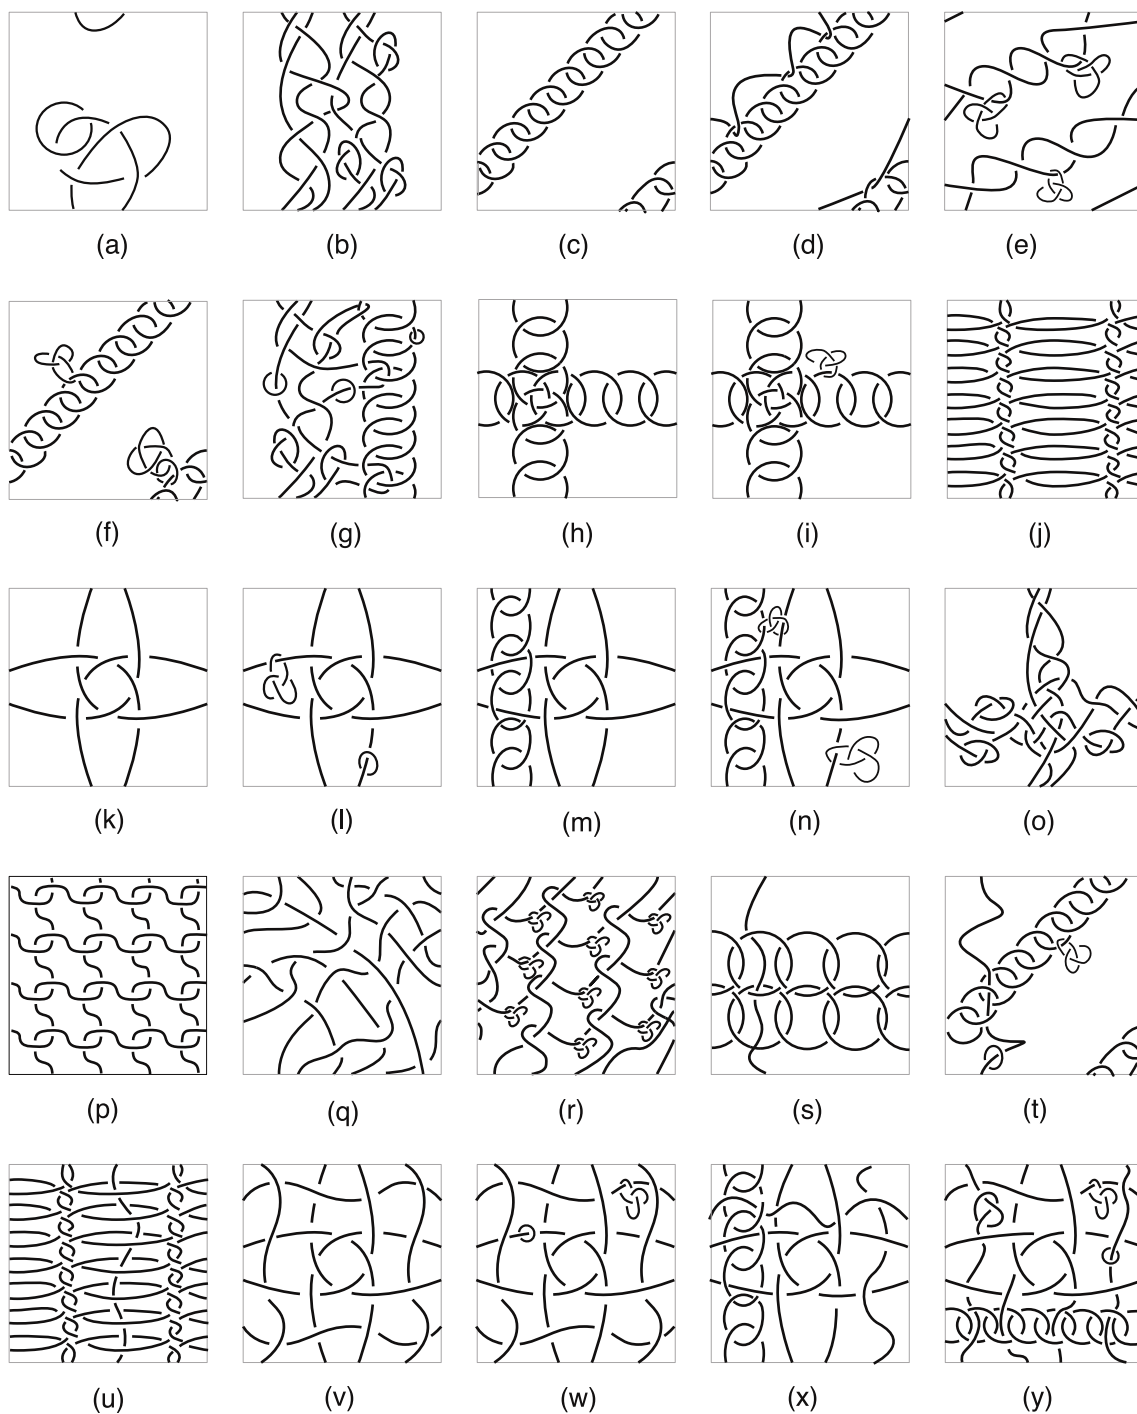 (a) (b) (c) (d) (e)
(f) (g) (h) (i) (j)
(k) (l) (m) (n) (o)
(p) (q) (r) (s) (t)
(u) (v) (w) (x) (y)